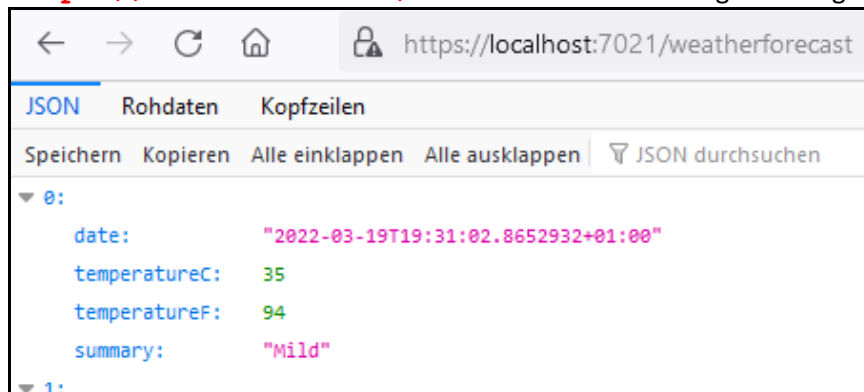 https://localhost:7021/weatherforecast
JSON Rohdaten Kopfzeilen
Speichern Kopieren Alle einklappen Alle ausklappen JSON durchsuchen
0:
date: "2022-03-19T19:31:02.8652932+01:00"
temperatureC: 35
temperatureF: 94
summary: "Mild"
1: